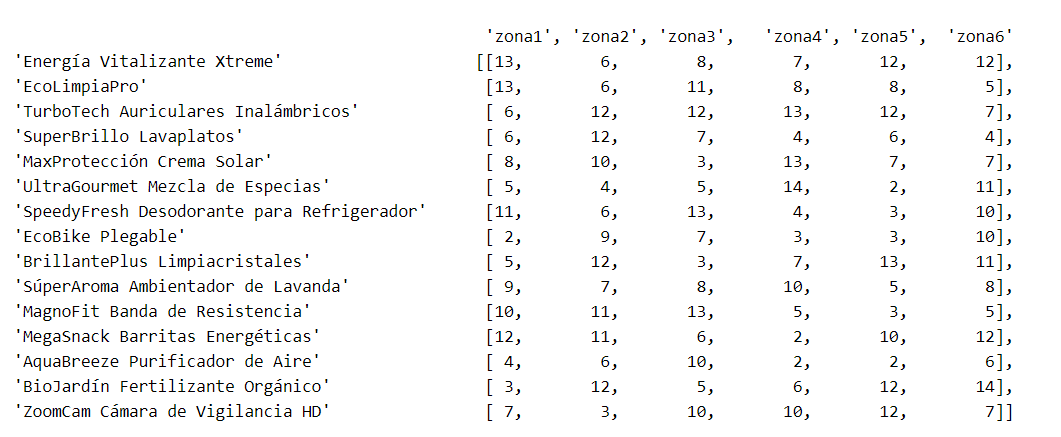 'zona1', 'zona2', 'zona3', 'zona4', 'zona5', 'zona6'
'Energía Vitalizante Xtreme' [[13, 6, 8, 7, 12, 12],
'EcoLimpiaPro' [13, 6, 11, 8, 8, 5],
'TurboTech Auriculares Inalámbricos' [ 6, 12, 12, 13, 12, 7],
'SuperBrillo Lavaplatos' [ 6, 12, 7, 4, 6, 4],
'MaxProtección Crema Solar' [ 8, 10, 3, 13, 7, 7],
'UltraGourmet Mezcla de Especias' [ 5, 4, 5, 14, 2, 11],
'SpeedyFresh Desodorante para Refrigerador' [11, 6, 13, 4, 3, 10],
'EcoBike Plegable' [ 2, 9, 7, 3, 3, 10],
'BrillantePlus Limpiacristales' [ 5, 12, 3, 7, 13, 11],
'SúperAroma Ambientador de Lavanda' [ 9, 7, 8, 10, 5, 8],
'MagnoFit Banda de Resistencia' [10, 11, 13, 5, 3, 5],
'MegaSnack Barritas Energéticas' [12, 11, 6, 2, 10, 12],
'AquaBreeze Purificador de Aire' [ 4, 6, 10, 2, 2, 6],
'BioJardín Fertilizante Orgánico' [ 3, 12, 5, 6, 12, 14],
'ZoomCam Cámara de Vigilancia HD' [ 7, 3, 10, 10, 12, 7]]